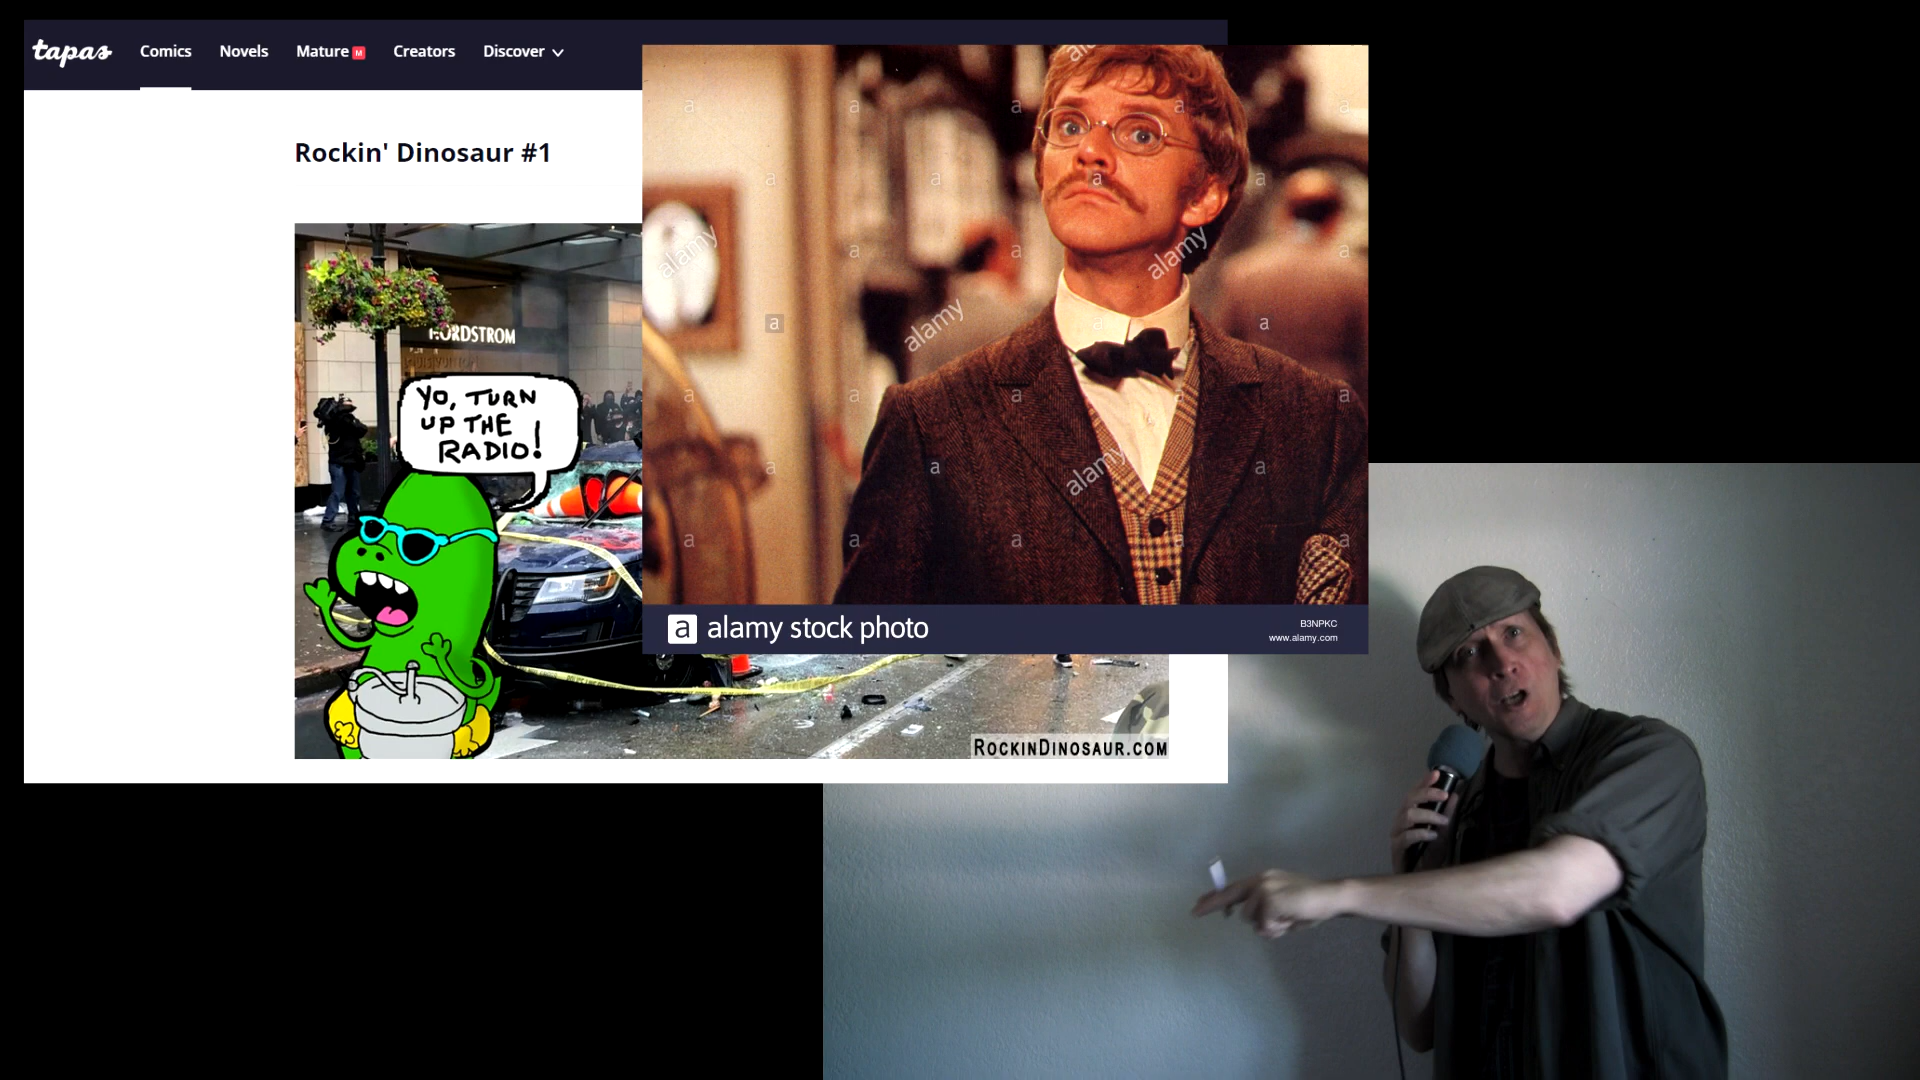 tapas Comics Novels Mature M Creators Discover
Rockin' Dinosaur #1
NORDSTROM
YO, TURN
UP THE
RADIO!
RockinDinosaur.com
alamy
alamy
alamy
alamy
a alamy stock photo
B3NPKC
www.alamy.com